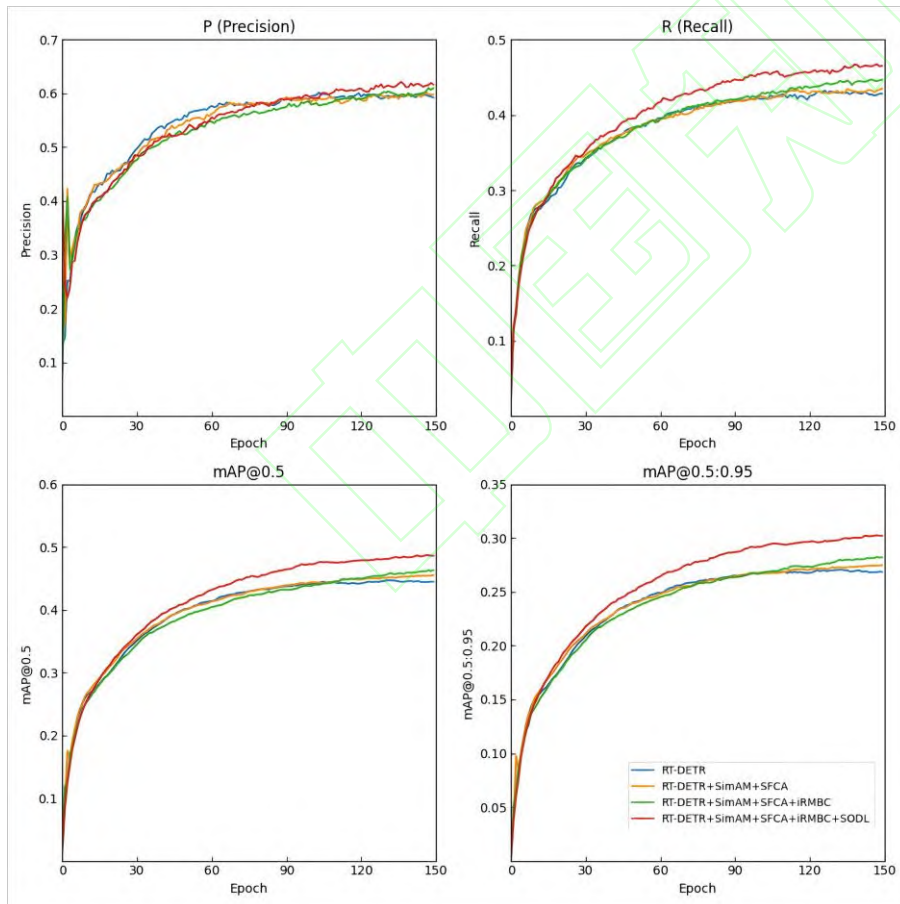 P (Precision)
0.7
0.6
0.5
0.4
0.3
0.2
0.1
Precision
0 30 60 90 120 150
Epoch
R (Recall)
0.5
0.4
0.3
0.2
0.1
Recall
0 30 60 90 120 150
Epoch
mAP@0.5
0.6
0.5
0.4
0.3
0.2
0.1
mAP@0.5
0 30 60 90 120 150
Epoch
mAP@0.5:0.95
0.35
0.30
0.25
0.20
0.15
0.10
0.05
mAP@0.5:0.95
RT-DETR
RT-DETR+SimAM+SFCA
RT-DETR+SimAM+SFCA+iRMBC
RT-DETR+SimAM+SFCA+iRMBC+SODL
0 30 60 90 120 150
Epoch